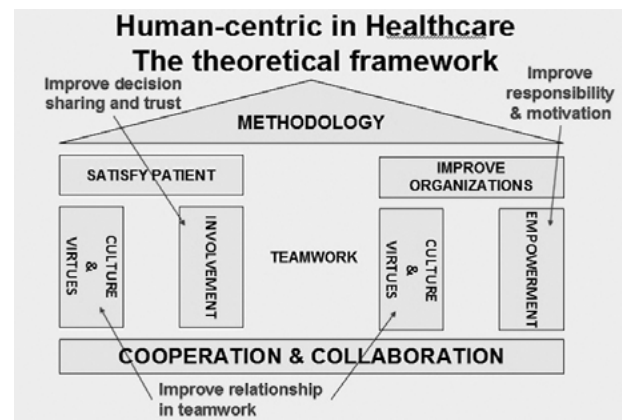 Human-centric in Healthcare
The theoretical framework
Improve decision
sharing and trust
Improve
responsibility
& motivation
METHODOLOGY
SATISFY PATIENT
IMPROVE
ORGANIZATIONS
CULTURE
&
VIRTUES
INVOLVEMENT
TEAMWORK
CULTURE
&
VIRTUES
EMPOWERMENT
COOPERATION & COLLABORATION
Improve relationship
in teamwork